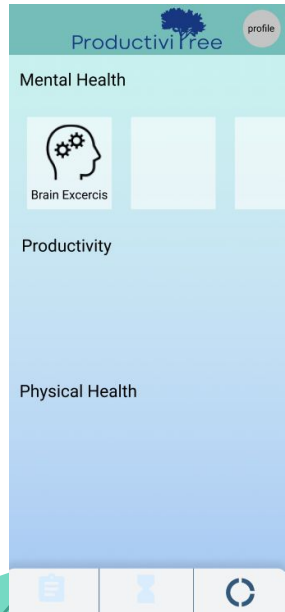 ProductiviTree
profile
Mental Health
Brain Excercis
Productivity
Physical Health